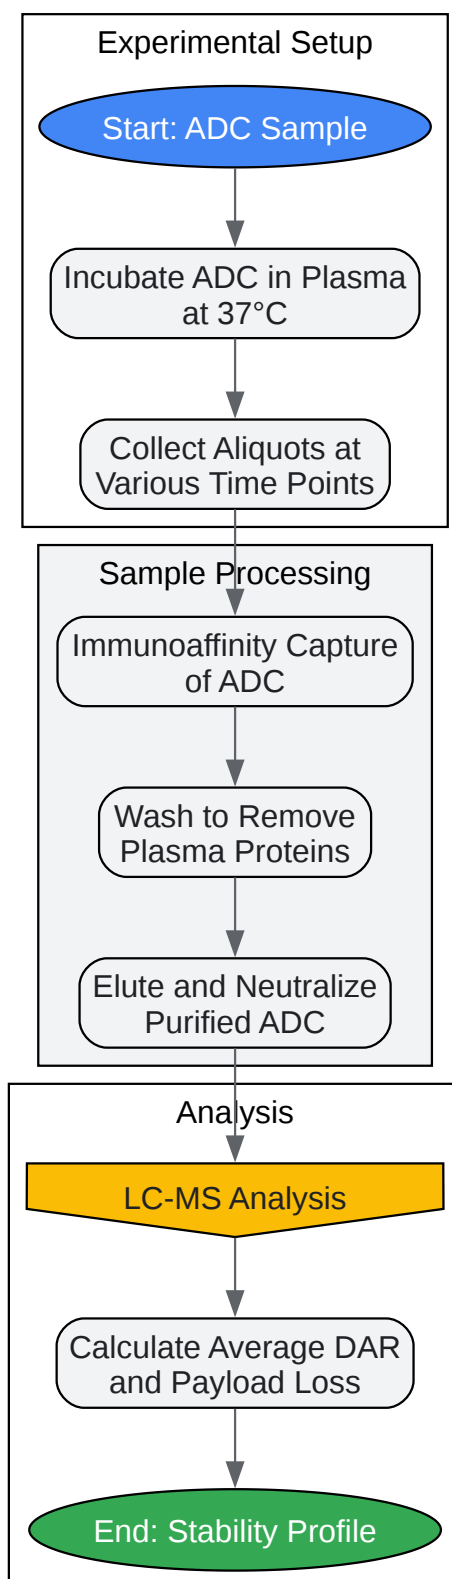 Experimental Setup
Start: ADC Sample
Incubate ADC in Plasma
at 37°C
Collect Aliquots at
Various Time Points
Sample Processing
Immunoaffinity Capture
of ADC
Wash to Remove
Plasma Proteins
Elute and Neutralize
Purified ADC
Analysis
LC-MS Analysis
Calculate Average DAR
and Payload Loss
End: Stability Profile